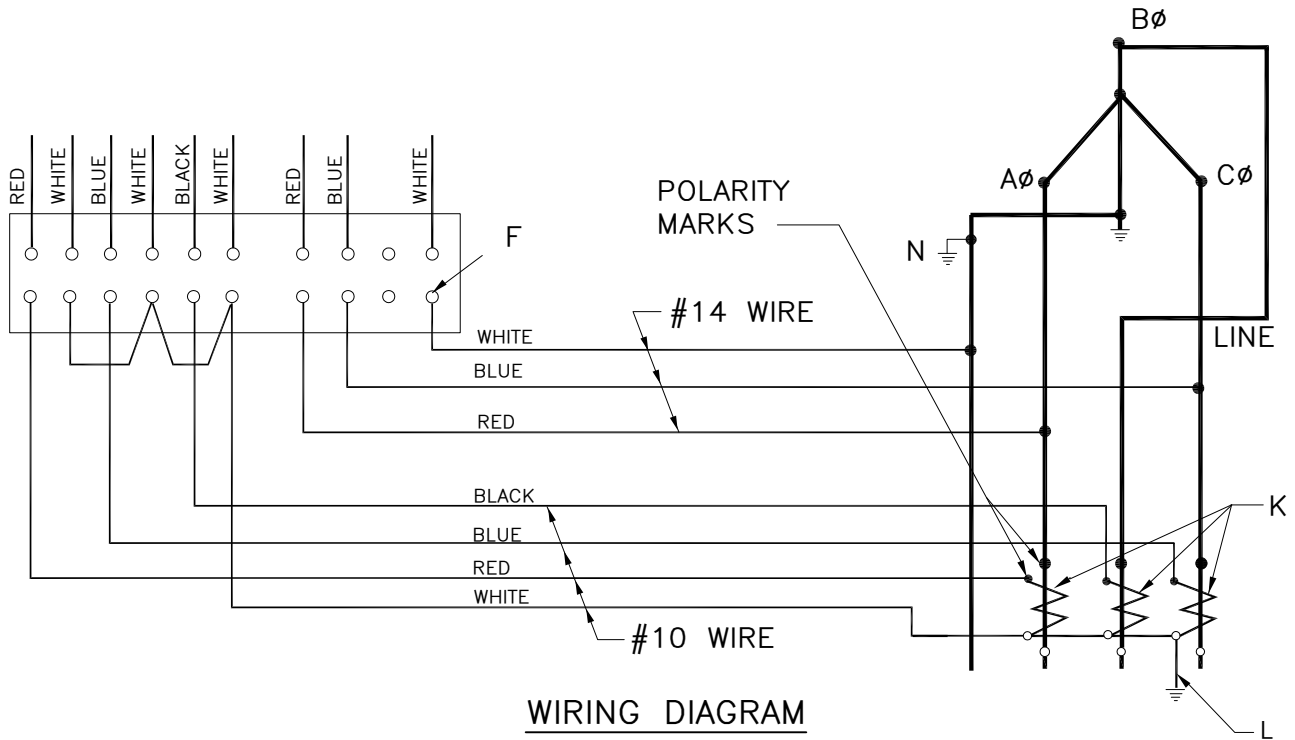 BØ
RED
WHITE
BLUE
WHITE
BLACK
WHITE
RED
BLUE
WHITE
F
POLARITY
MARKS
AØ
CØ
N
#14 WIRE
WHITE
LINE
BLUE
RED
BLACK
K
BLUE
RED
WHITE
#10 WIRE
WIRING DIAGRAM
L